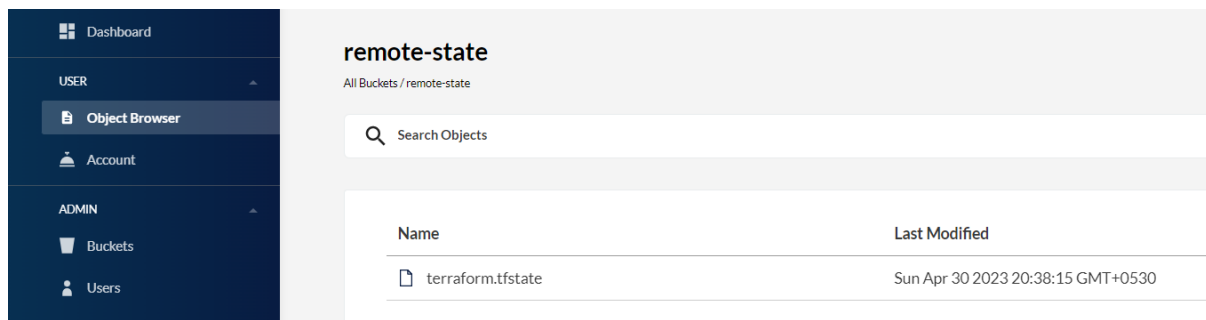 Dashboard
USER
Object Browser
Account
ADMIN
Buckets
Users
remote-state
All Buckets / remote-state
Search Objects
Name Last Modified
terraform.tfstate Sun Apr 30 2023 20:38:15 GMT+0530